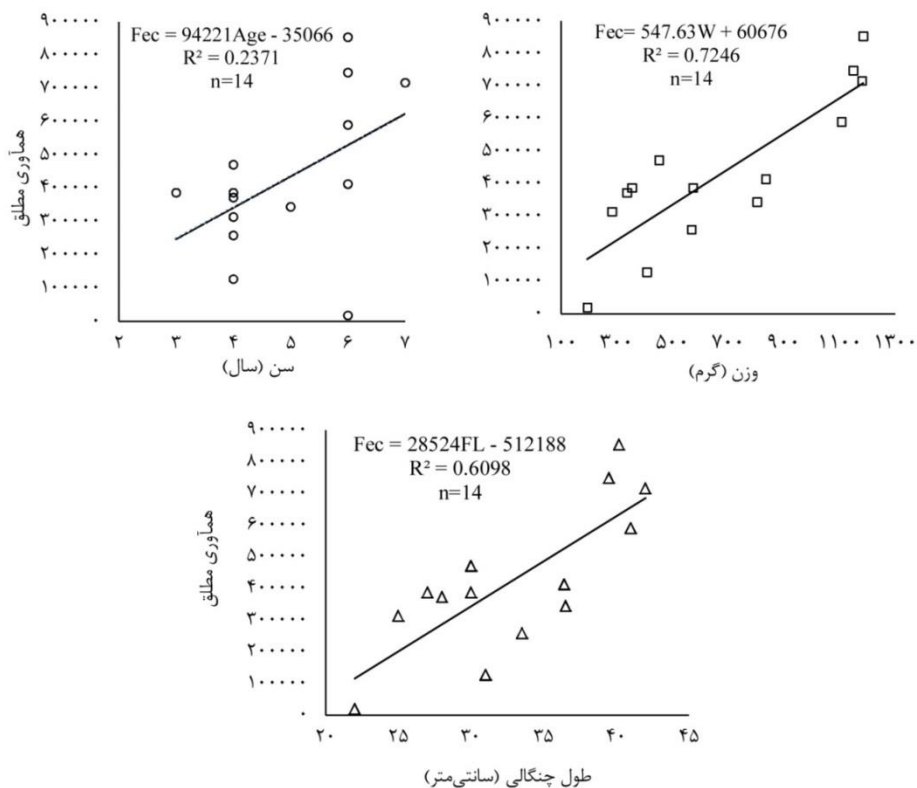 Fec = 94221Age - 35066
R² = 0.2371
n=14
همآوری مطلق
۹۰۰۰۰۰
۸۰۰۰۰۰
۷۰۰۰۰۰
۶۰۰۰۰۰
۵۰۰۰۰۰
۴۰۰۰۰۰
۳۰۰۰۰۰
۲۰۰۰۰۰
۱۰۰۰۰۰
۰
۲ ۳ ۴ ۵ ۶ ۷
سن (سال)
Fec= 547.63W + 60676
R² = 0.7246
n=14
۹۰۰۰۰۰
۸۰۰۰۰۰
۷۰۰۰۰۰
۶۰۰۰۰۰
۵۰۰۰۰۰
۴۰۰۰۰۰
۳۰۰۰۰۰
۲۰۰۰۰۰
۱۰۰۰۰۰
۰
۱۰۰ ۳۰۰ ۵۰۰ ۷۰۰ ۹۰۰ ۱۱۰۰ ۱۳۰۰
وزن (گرم)
Fec = 28524FL - 512188
R² = 0.6098
n=14
همآوری مطلق
۹۰۰۰۰۰
۸۰۰۰۰۰
۷۰۰۰۰۰
۶۰۰۰۰۰
۵۰۰۰۰۰
۴۰۰۰۰۰
۳۰۰۰۰۰
۲۰۰۰۰۰
۱۰۰۰۰۰
۰
۲۰ ۲۵ ۳۰ ۳۵ ۴۰ ۴۵
طول چنگالی (سانتی‌متر)